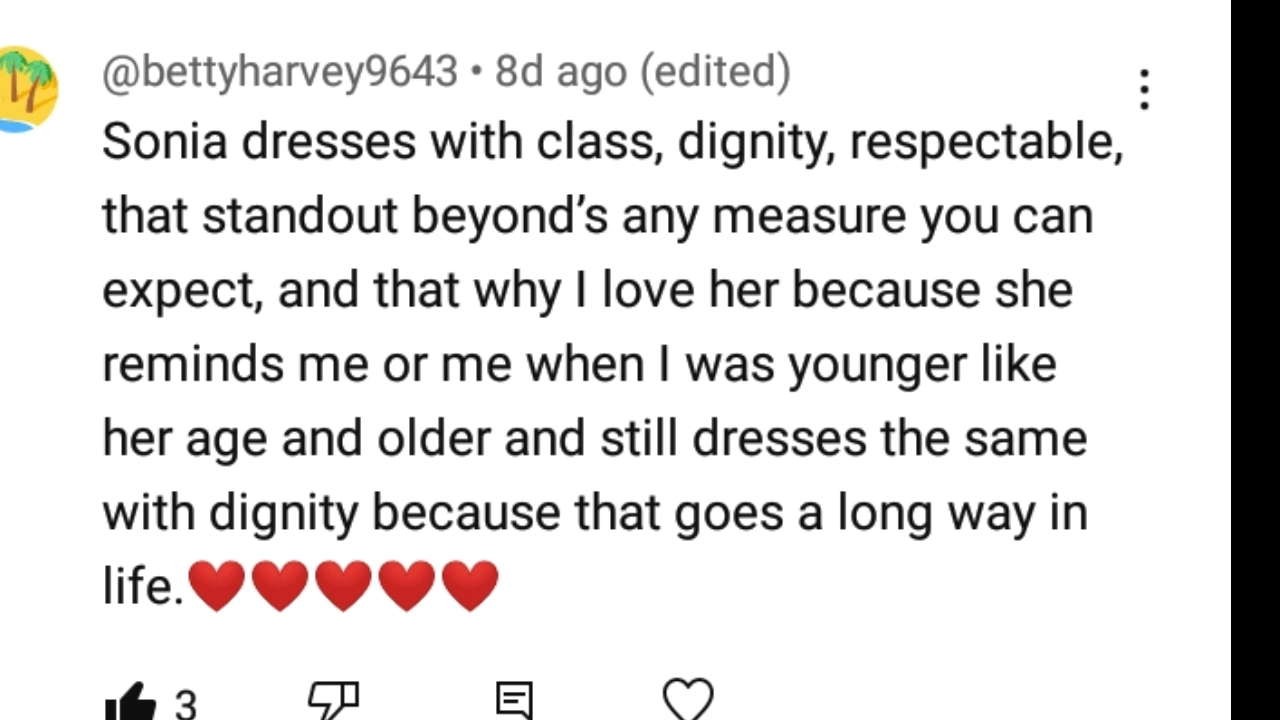 @bettyharvey9643 • 8d ago (edited)
Sonia dresses with class, dignity, respectable,
that standout beyond’s any measure you can
expect, and that why I love her because she
reminds me or me when I was younger like
her age and older and still dresses the same
with dignity because that goes a long way in
life.❤️❤️❤️❤️❤️
3